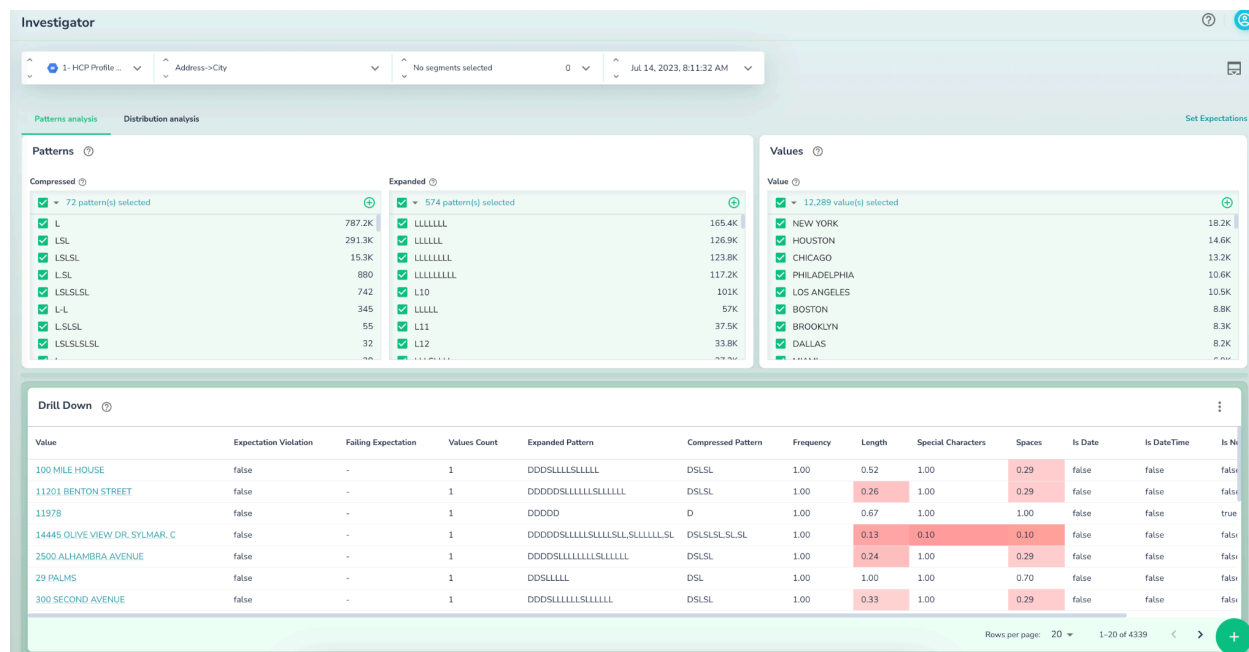 Investigator
1- HCP Profile ...
Address->City
No segments selected 0
Jul 14, 2023, 8:11:32 AM
Patterns analysis Distribution analysis Set Expectations
Patterns
Compressed
72 pattern(s) selected
L 787.2K
LSL 291.3K
LSLSL 15.3K
L.SL 880
LSLSLSL 742
L-L 345
L.SLSL 55
LSLSLSLSL 32
Expanded
574 pattern(s) selected
LLLLLLL 165.4K
LLLLLL 126.9K
LLLLLLLL 123.8K
LLLLLLLLL 117.2K
L10 101K
LLLLL 57K
L11 37.5K
L12 33.8K
Values
Value
12,289 value(s) selected
NEW YORK 18.2K
HOUSTON 14.6K
CHICAGO 13.2K
PHILADELPHIA 10.6K
LOS ANGELES 10.5K
BOSTON 8.8K
BROOKLYN 8.3K
DALLAS 8.2K
MIAMI
Drill Down
Value Expectation Violation Failing Expectation Values Count Expanded Pattern Compressed Pattern Frequency Length Special Characters Spaces Is Date Is DateTime Is Nu
100 MILE HOUSE false - 1 DDDSLLLLSLLLLL DSLSL 1.00 0.52 1.00 0.29 false false false
11201 BENTON STREET false - 1 DDDDDSLLLLLLSLLLLLL DSLSL 1.00 0.26 1.00 0.29 false false false
11978 false - 1 DDDDD D 1.00 0.67 1.00 1.00 false false true
14445 OLIVE VIEW DR, SYLMAR, C false - 1 DDDDDSLLLLLSLLLLSLL,SLLLLLL,SL DSLSLSL,SL,SL 1.00 0.13 0.10 0.10 false false false
2500 ALHAMBRA AVENUE false - 1 DDDDSLLLLLLLLSLLLLLL DSLSL 1.00 0.24 1.00 0.29 false false false
29 PALMS false - 1 DDSLLLLL DSL 1.00 1.00 1.00 0.70 false false false
300 SECOND AVENUE false - 1 DDDSLLLLLLSLLLLLL DSLSL 1.00 0.33 1.00 0.29 false false false
Rows per page: 20 1–20 of 4339